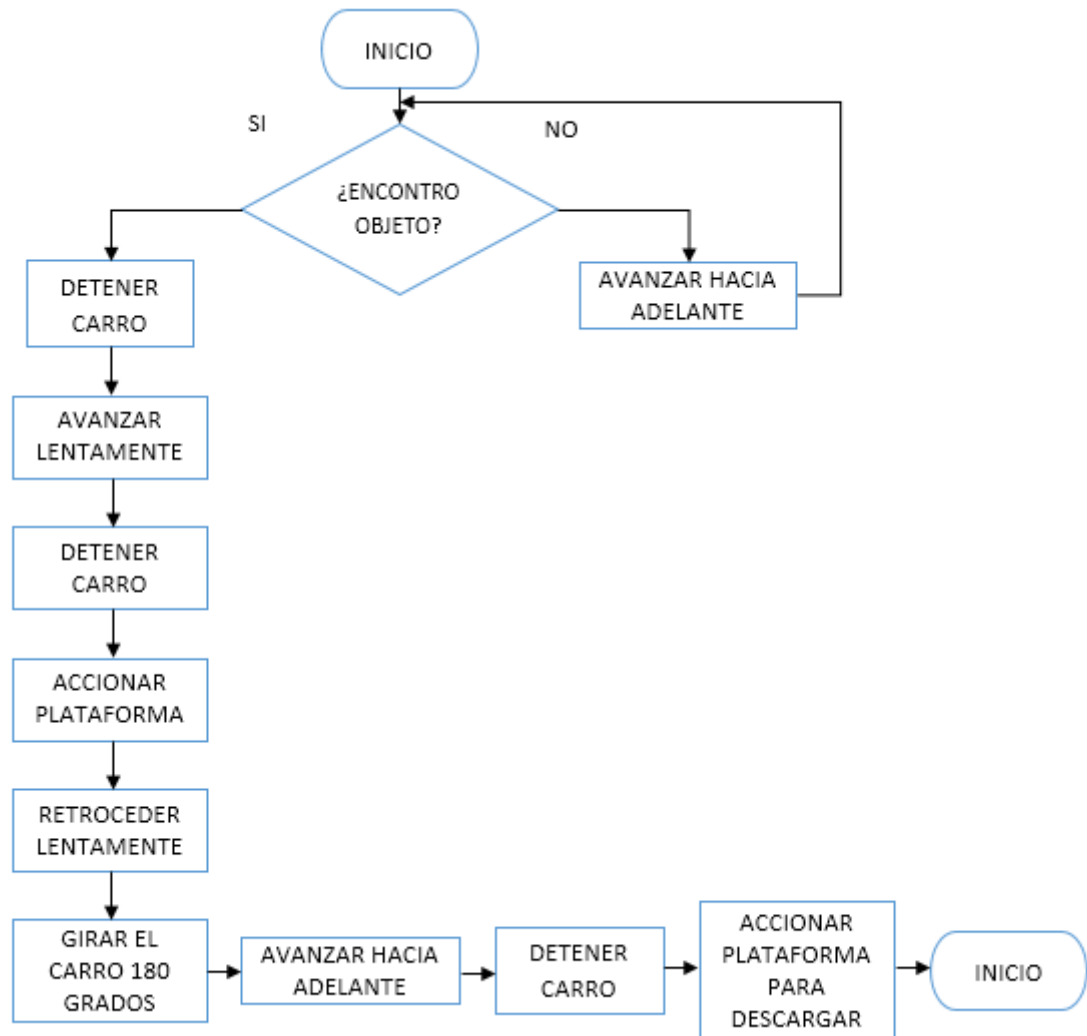 INICIO
SI
NO
¿ENCONTRO
OBJETO?
DETENER
CARRO
AVANZAR HACIA
ADELANTE
AVANZAR
LENTAMENTE
DETENER
CARRO
ACCIONAR
PLATAFORMA
RETROCEDER
LENTAMENTE
GIRAR EL
CARRO 180
GRADOS
AVANZAR HACIA
ADELANTE
DETENER
CARRO
ACCIONAR
PLATAFORMA
PARA
DESCARGAR
INICIO